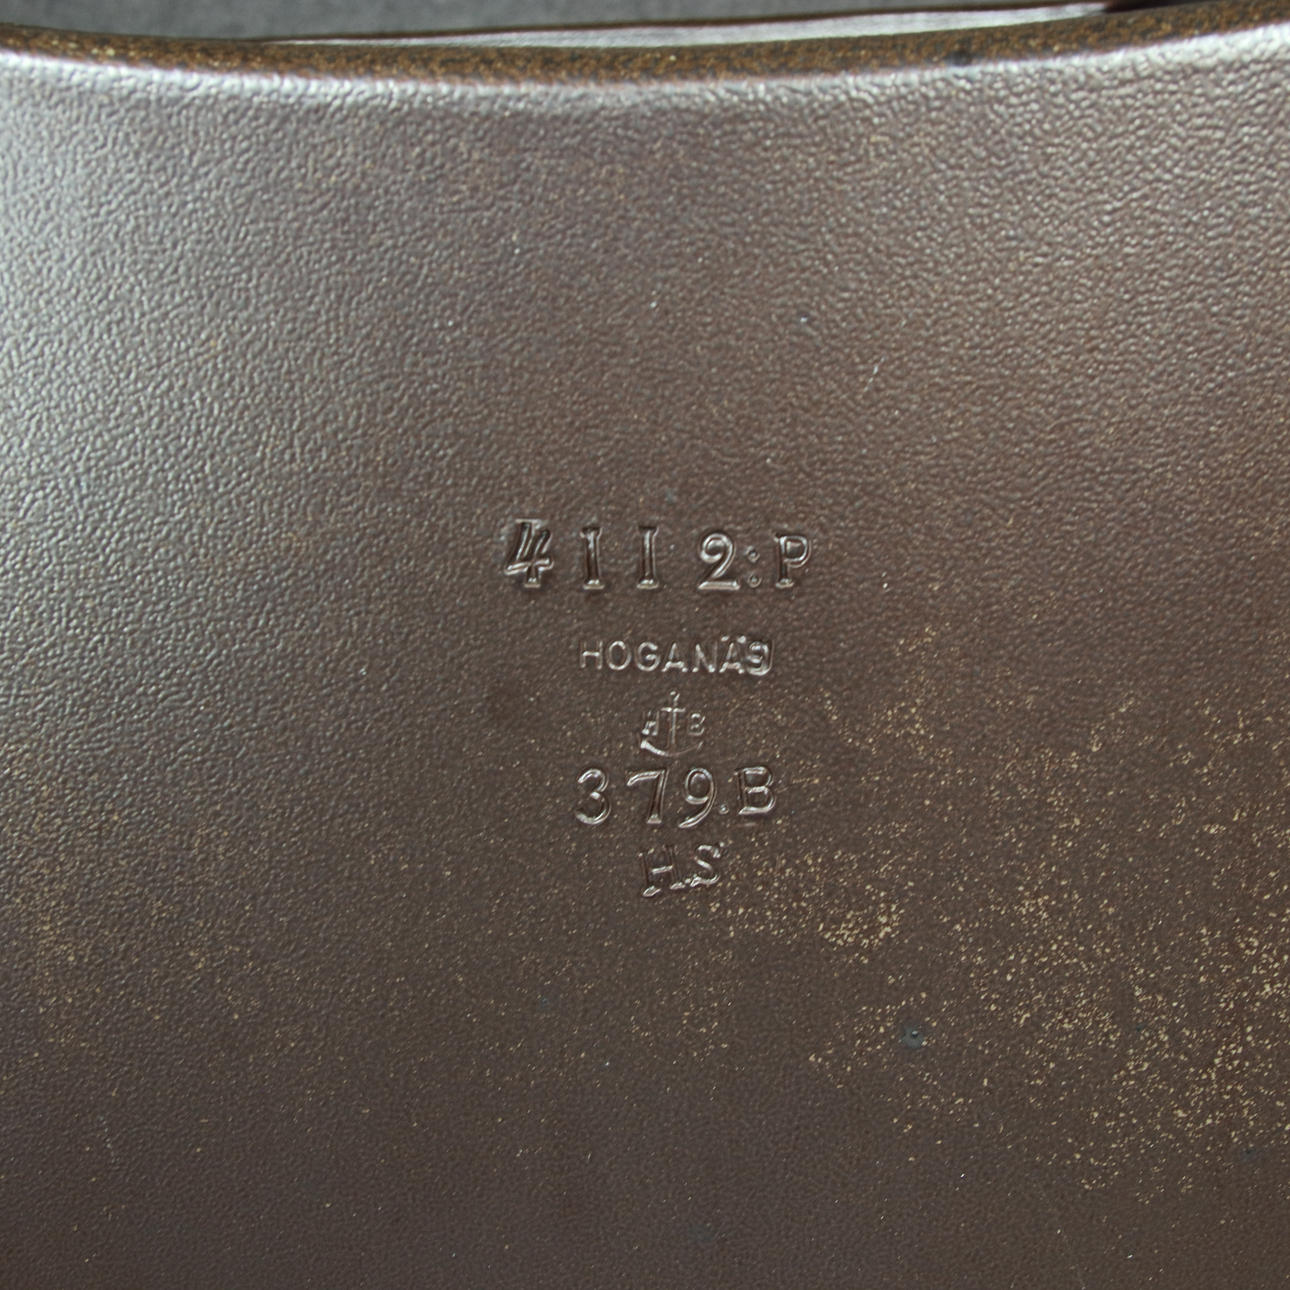 4112:P
HOGANÄS
A B
379.B
H.S